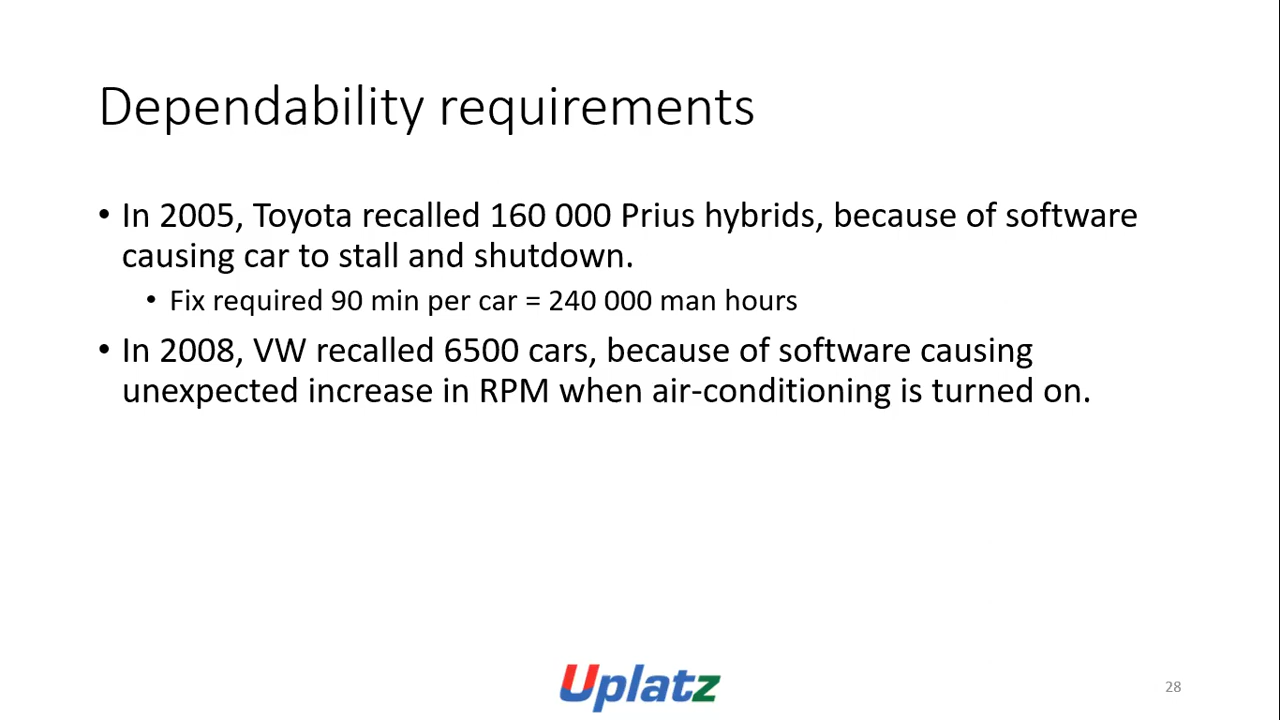 Dependability requirements
• In 2005, Toyota recalled 160 000 Prius hybrids, because of software
causing car to stall and shutdown.
• Fix required 90 min per car = 240 000 man hours
• In 2008, VW recalled 6500 cars, because of software causing
unexpected increase in RPM when air-conditioning is turned on.
Uplatz
28